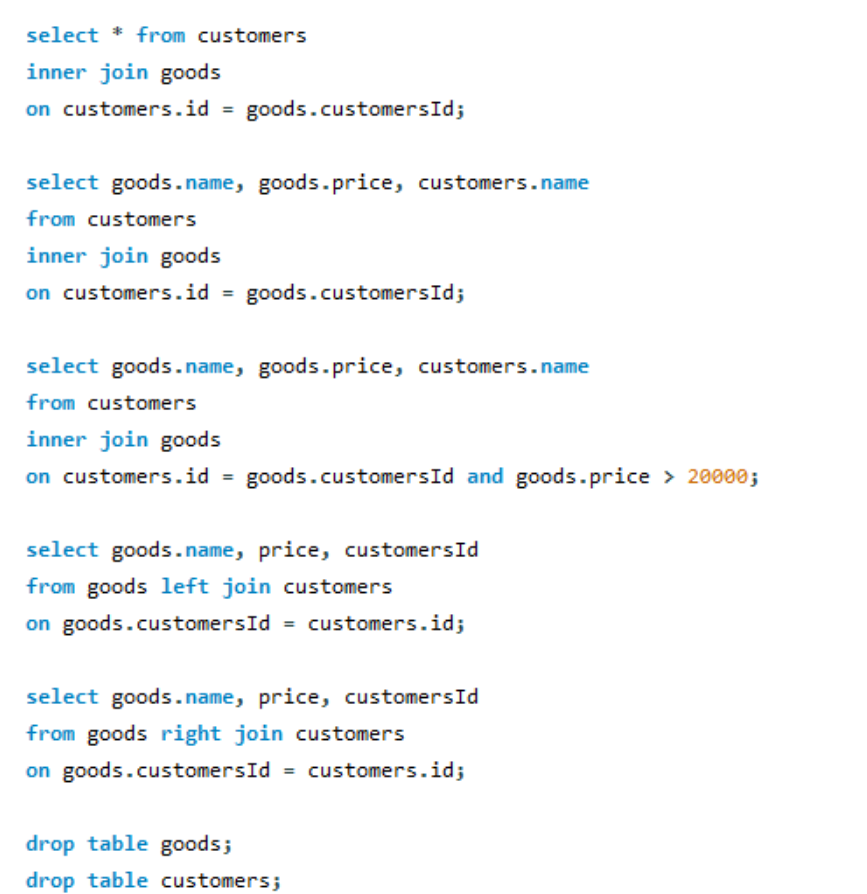 select * from customers
inner join goods
on customers.id = goods.customersId;
select goods.name, goods.price, customers.name
from customers
inner join goods
on customers.id = goods.customersId;
select goods.name, goods.price, customers.name
from customers
inner join goods
on customers.id = goods.customersId and goods.price > 20000;
select goods.name, price, customersId
from goods left join customers
on goods.customersId = customers.id;
select goods.name, price, customersId
from goods right join customers
on goods.customersId = customers.id;
drop table goods;
drop table customers;